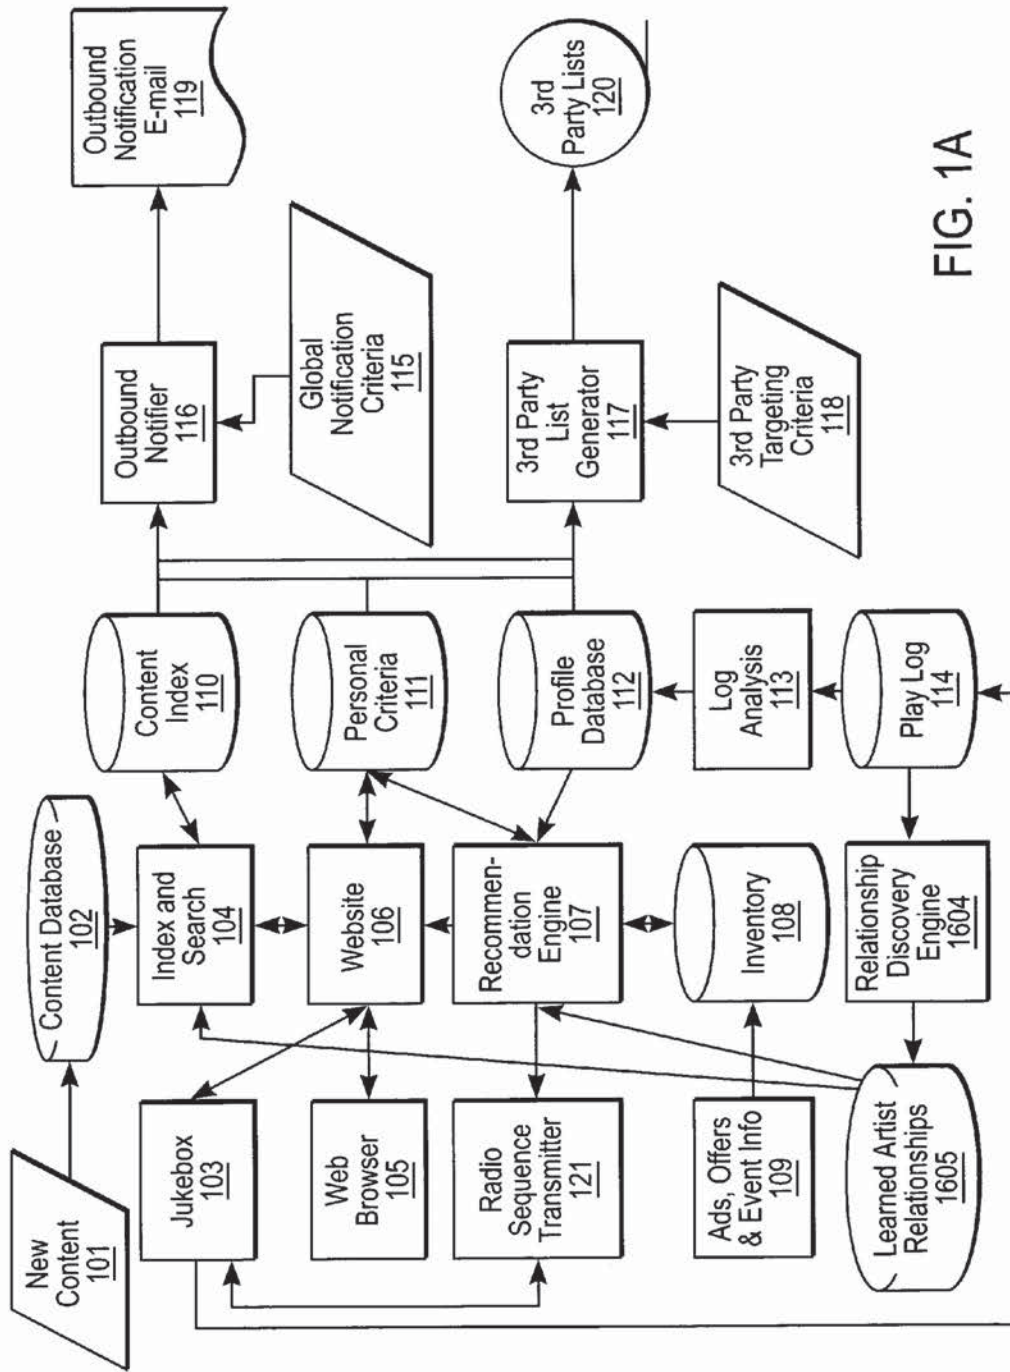 New
Content
101
Content Database
102
Jukebox
103
Index and
Search
104
Content
Index
110
Outbound
Notifier
116
Outbound
Notification
E-mail
119
Web
Browser
105
Website
106
Personal
Criteria
111
Global
Notification
Criteria
115
Radio
Sequence
Transmitter
121
Recommen-
dation
Engine
107
Profile
Database
112
3rd Party
List
Generator
117
3rd
Party Lists
120
Ads, Offers
& Event Info
109
Inventory
108
Log
Analysis
113
3rd Party
Targeting
Criteria
118
Learned Artist
Relationships
1605
Relationship
Discovery
Engine
1604
Play Log
114
FIG. 1A